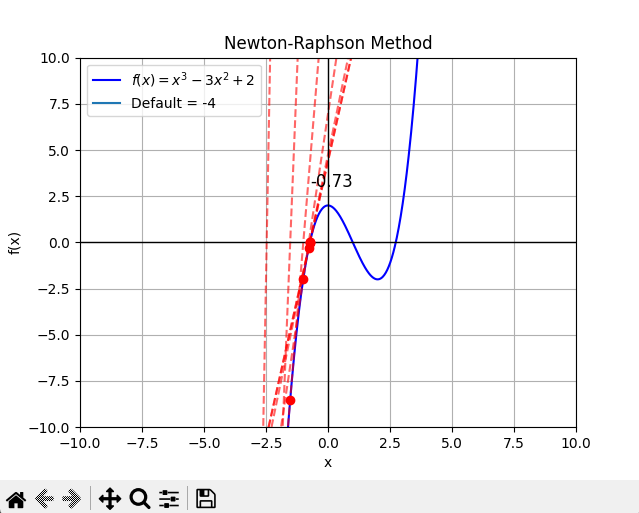 Newton-Raphson Method
f(x) = x³ − 3x² + 2
Default = -4
-0.73
10.0
7.5
5.0
2.5
0.0
−2.5
−5.0
−7.5
−10.0
f(x)
−10.0 −7.5 −5.0 −2.5 0.0 2.5 5.0 7.5 10.0
x